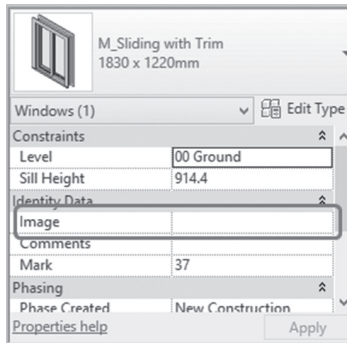 M_Sliding with Trim
1830 x 1220mm
Windows (1) Edit Type
Constraints
Level 00 Ground
Sill Height 914.4
Identity Data
Image
Comments
Mark 37
Phasing
Phase Created New Construction
Properties help Apply